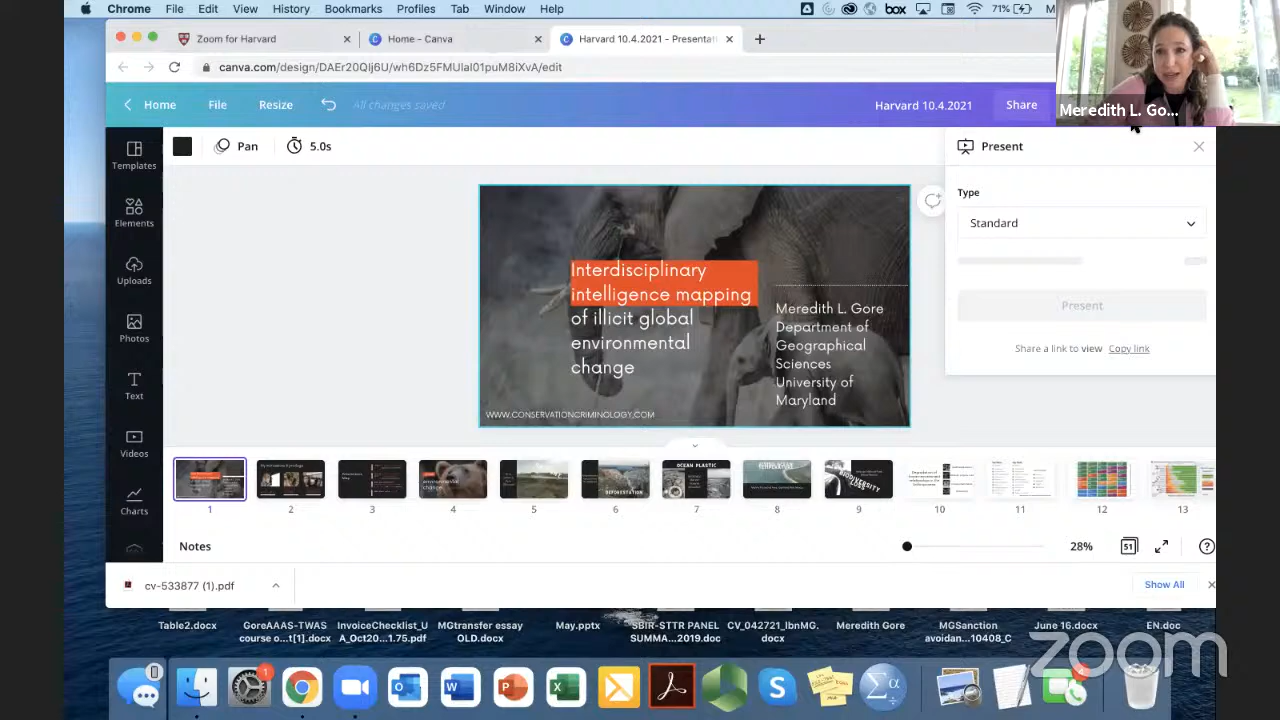 Chrome File Edit View History Bookmarks Profiles Tab Window Help box 71% M
Zoom for Harvard
Home - Canva
Harvard 10.4.2021 - Presentati
canva.com/design/DAEr20QIj6U/wh6Dz5FMUlaI01puM8iXvA/edit
Home File Resize All changes saved Harvard 10.4.2021 Share
Meredith L. Go...
Templates
Elements
Uploads
Photos
Text
Videos
Charts
Pan 5.0s
Present
Type
Standard
Present
Share a link to view Copy link
Interdisciplinary
intelligence mapping
of illicit global
environmental
change
Meredith L. Gore
Department of
Geographical
Sciences
University of
Maryland
WWW.CONSERVATIONCRIMINOLOGY.COM
OCEAN PLASTIC
1 2 3 4 5 6 7 8 9 10 11 12 13
Notes
28%
51
cv-533877 (1).pdf
Show All
Table2.docx
GoreAAAS-TWAS
course o...t[1].docx
InvoiceChecklist_U
A_Oct20...1.75.pdf
MGtransfer essay
OLD.docx
May.pptx
SBIR-STTR PANEL
SUMMA...2019.doc
CV_042721_IbnMG.
docx
Meredith Gore
MGSanction
avoidan...10408_C
June 16.docx
EN.doc
zoom